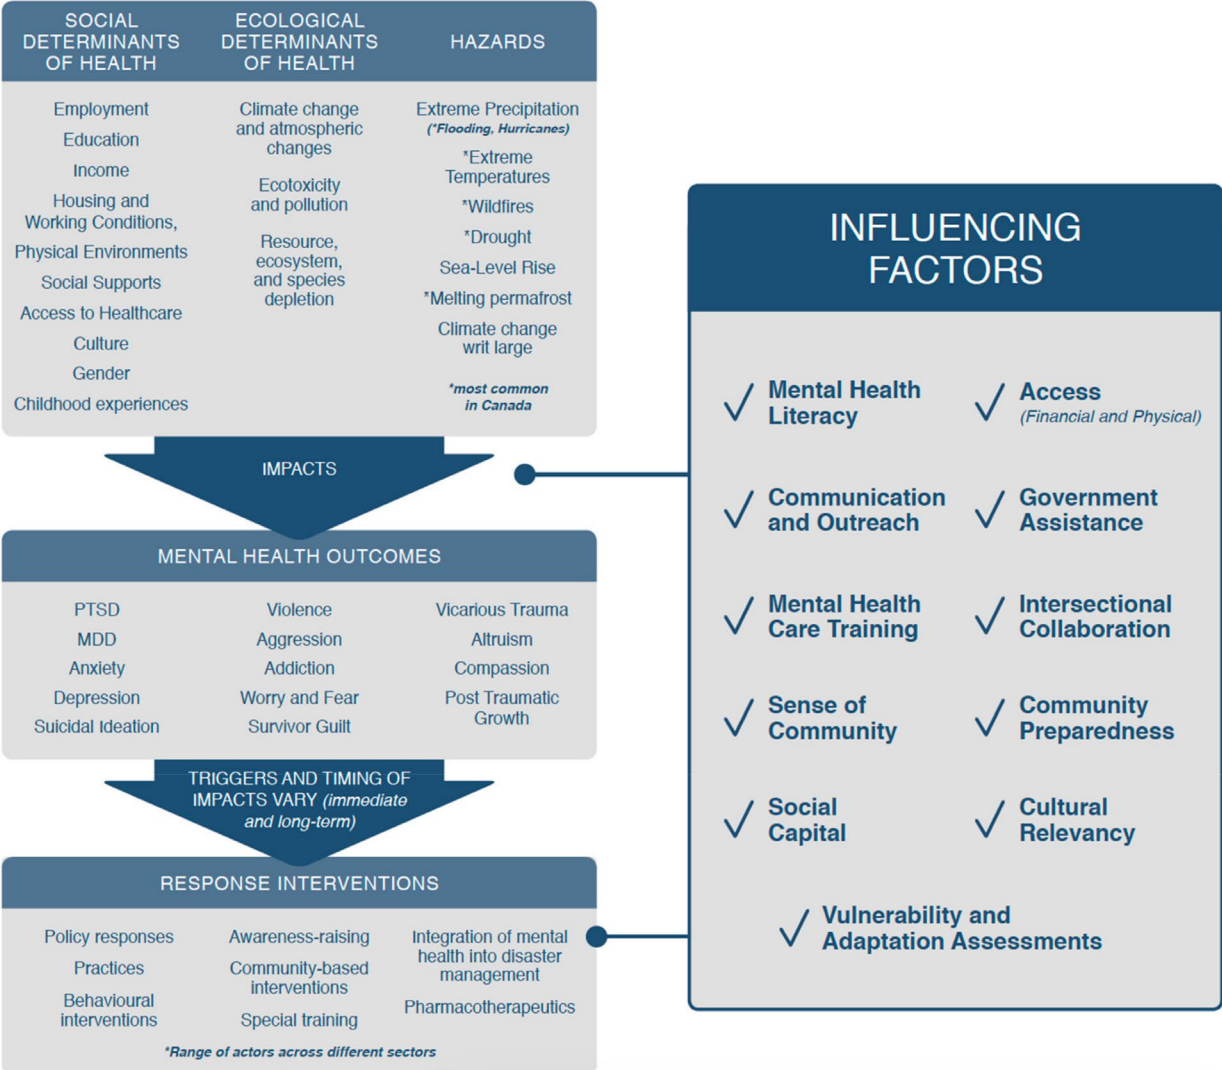 SOCIAL
DETERMINANTS
OF HEALTH
Employment
Education
Income
Housing and
Working Conditions,
Physical Environments
Social Supports
Access to Healthcare
Culture
Gender
Childhood experiences
ECOLOGICAL
DETERMINANTS
OF HEALTH
Climate change
and atmospheric
changes
Ecotoxicity
and pollution
Resource,
ecosystem,
and species
depletion
HAZARDS
Extreme Precipitation
(*Flooding, Hurricanes)
*Extreme
Temperatures
*Wildfires
*Drought
Sea-Level Rise
*Melting permafrost
Climate change
writ large
*most common
in Canada
IMPACTS
MENTAL HEALTH OUTCOMES
PTSD
MDD
Anxiety
Depression
Suicidal Ideation
Violence
Aggression
Addiction
Worry and Fear
Survivor Guilt
Vicarious Trauma
Altruism
Compassion
Post Traumatic
Growth
TRIGGERS AND TIMING OF
IMPACTS VARY (immediate
and long-term)
RESPONSE INTERVENTIONS
Policy responses
Practices
Behavioural
interventions
Awareness-raising
Community-based
interventions
Special training
Integration of mental
health into disaster
management
Pharmacotherapeutics
*Range of actors across different sectors
INFLUENCING
FACTORS
Mental Health
Literacy
Access
(Financial and Physical)
Communication
and Outreach
Government
Assistance
Mental Health
Care Training
Intersectional
Collaboration
Sense of
Community
Community
Preparedness
Social
Capital
Cultural
Relevancy
Vulnerability and
Adaptation Assessments